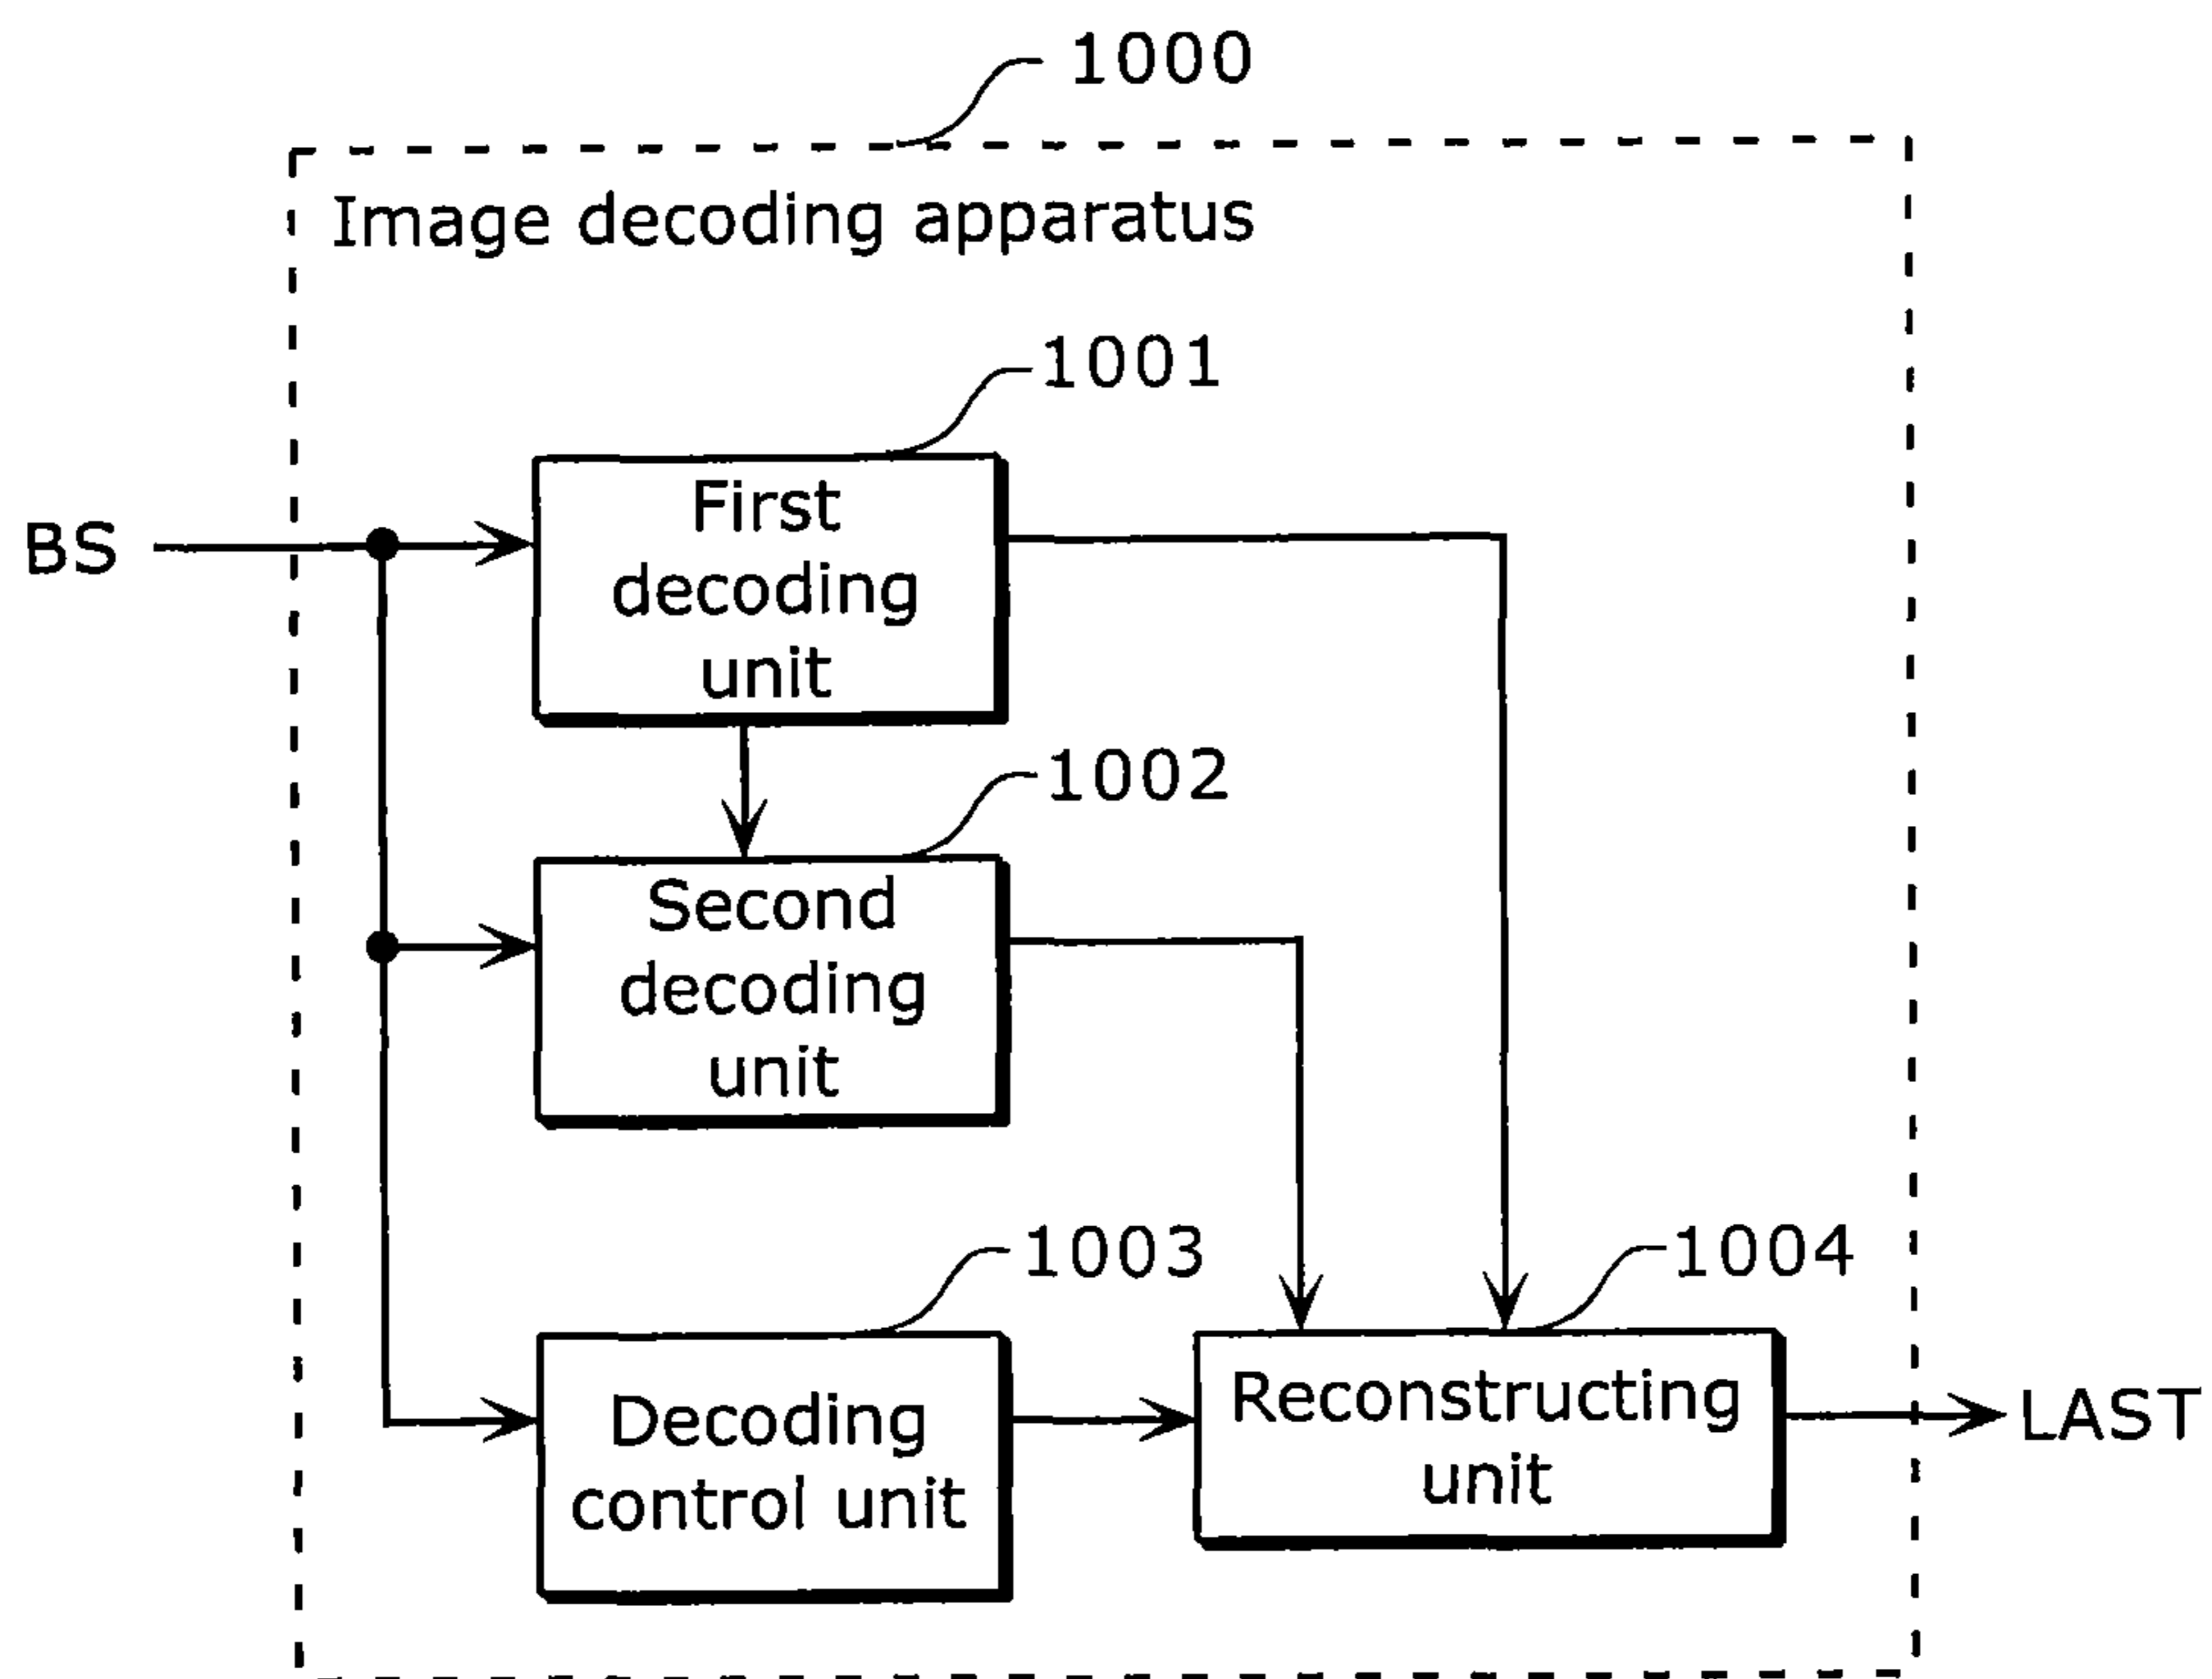 1000
Image decoding apparatus
1001
BS
First
decoding
unit
1002
Second
decoding
unit
1003
1004
Decoding
control unit
Reconstructing
unit
LAST